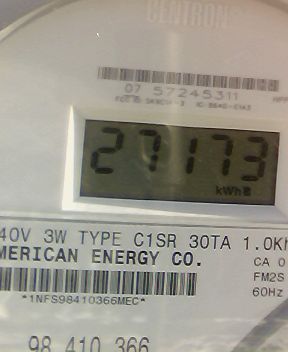 CENTRON
07 57245311
27173
kWh
40V 3W TYPE C1SR 30TA 1.0Kh
MERICAN ENERGY CO.
CA 0
FM2S
60Hz
*1NFS98410366MEC*
98 410 366